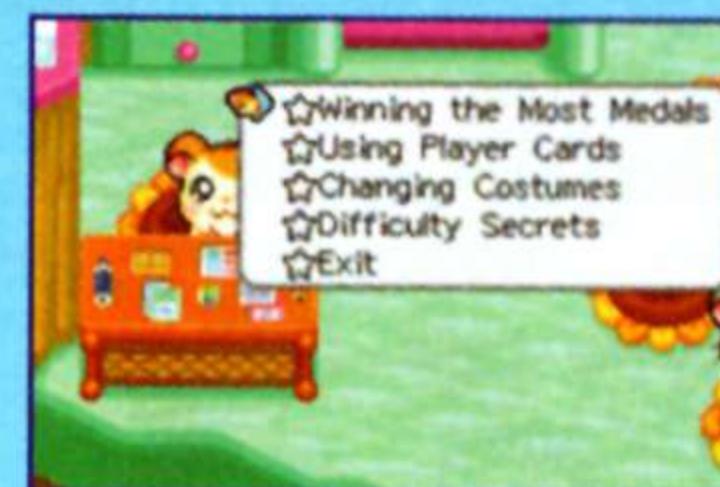 ☆Winning the Most Medals
☆Using Player Cards
☆Changing Costumes
☆Difficulty Secrets
☆Exit